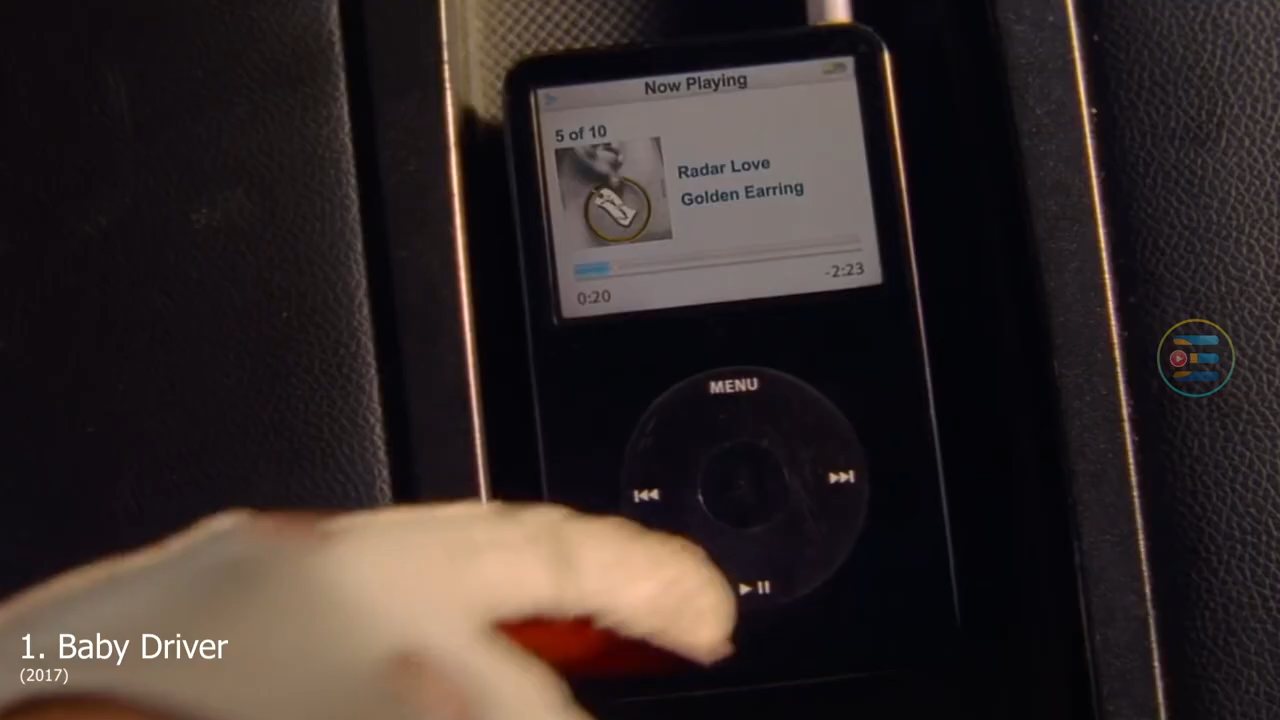 Now Playing
5 of 10
Radar Love
Golden Earring
0:20
-2:23
MENU
1. Baby Driver
(2017)